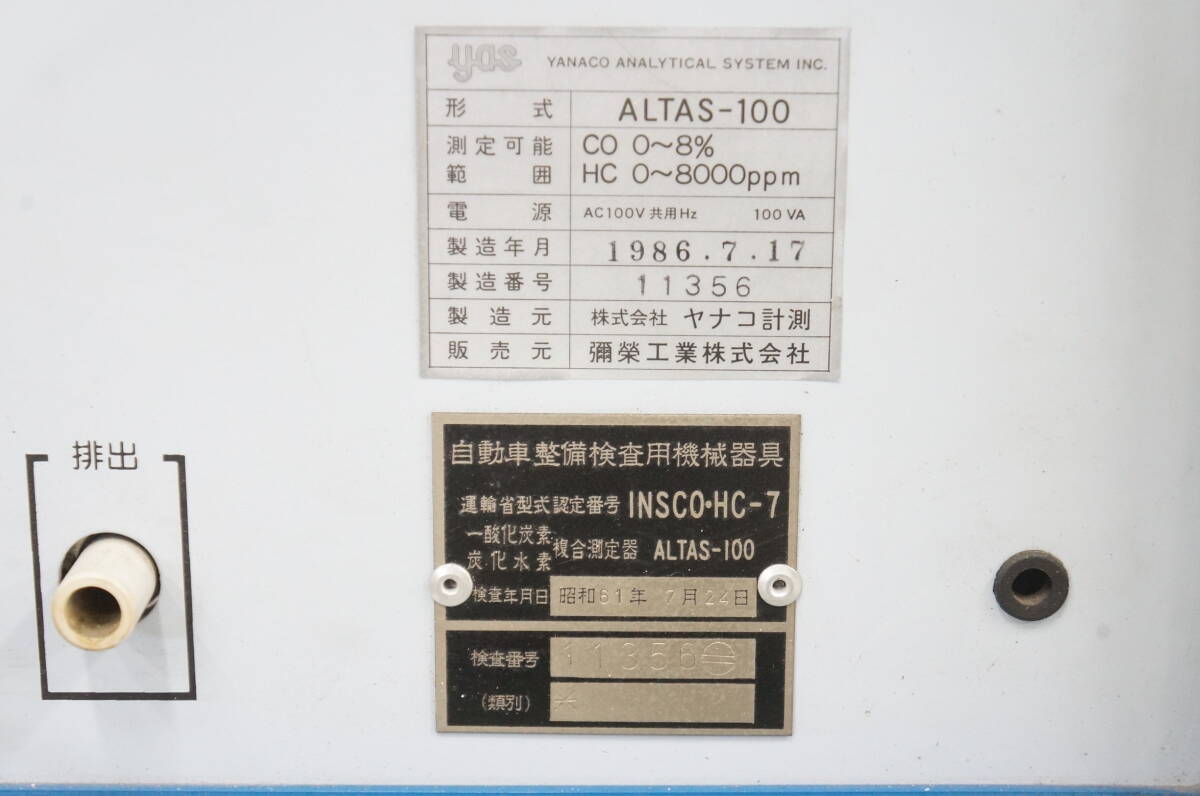 yas YANACO ANALYTICAL SYSTEM INC.
形式 ALTAS-100
測定可能 CO 0～8%
範囲 HC 0～8000ppm
電源 AC100V 共用Hz 100 VA
製造年月 1986.7.17
製造番号 11356
製造元 株式会社 ヤナコ計測
販売元 彌榮工業株式会社
排出
自動車整備検査用機械器具
運輸省型式認定番号 INSCO・HC-7
一酸化炭素
炭化水素 複合測定器 ALTAS-100
検査年月日 昭和61年 7月24日
検査番号 11356
(類別) **